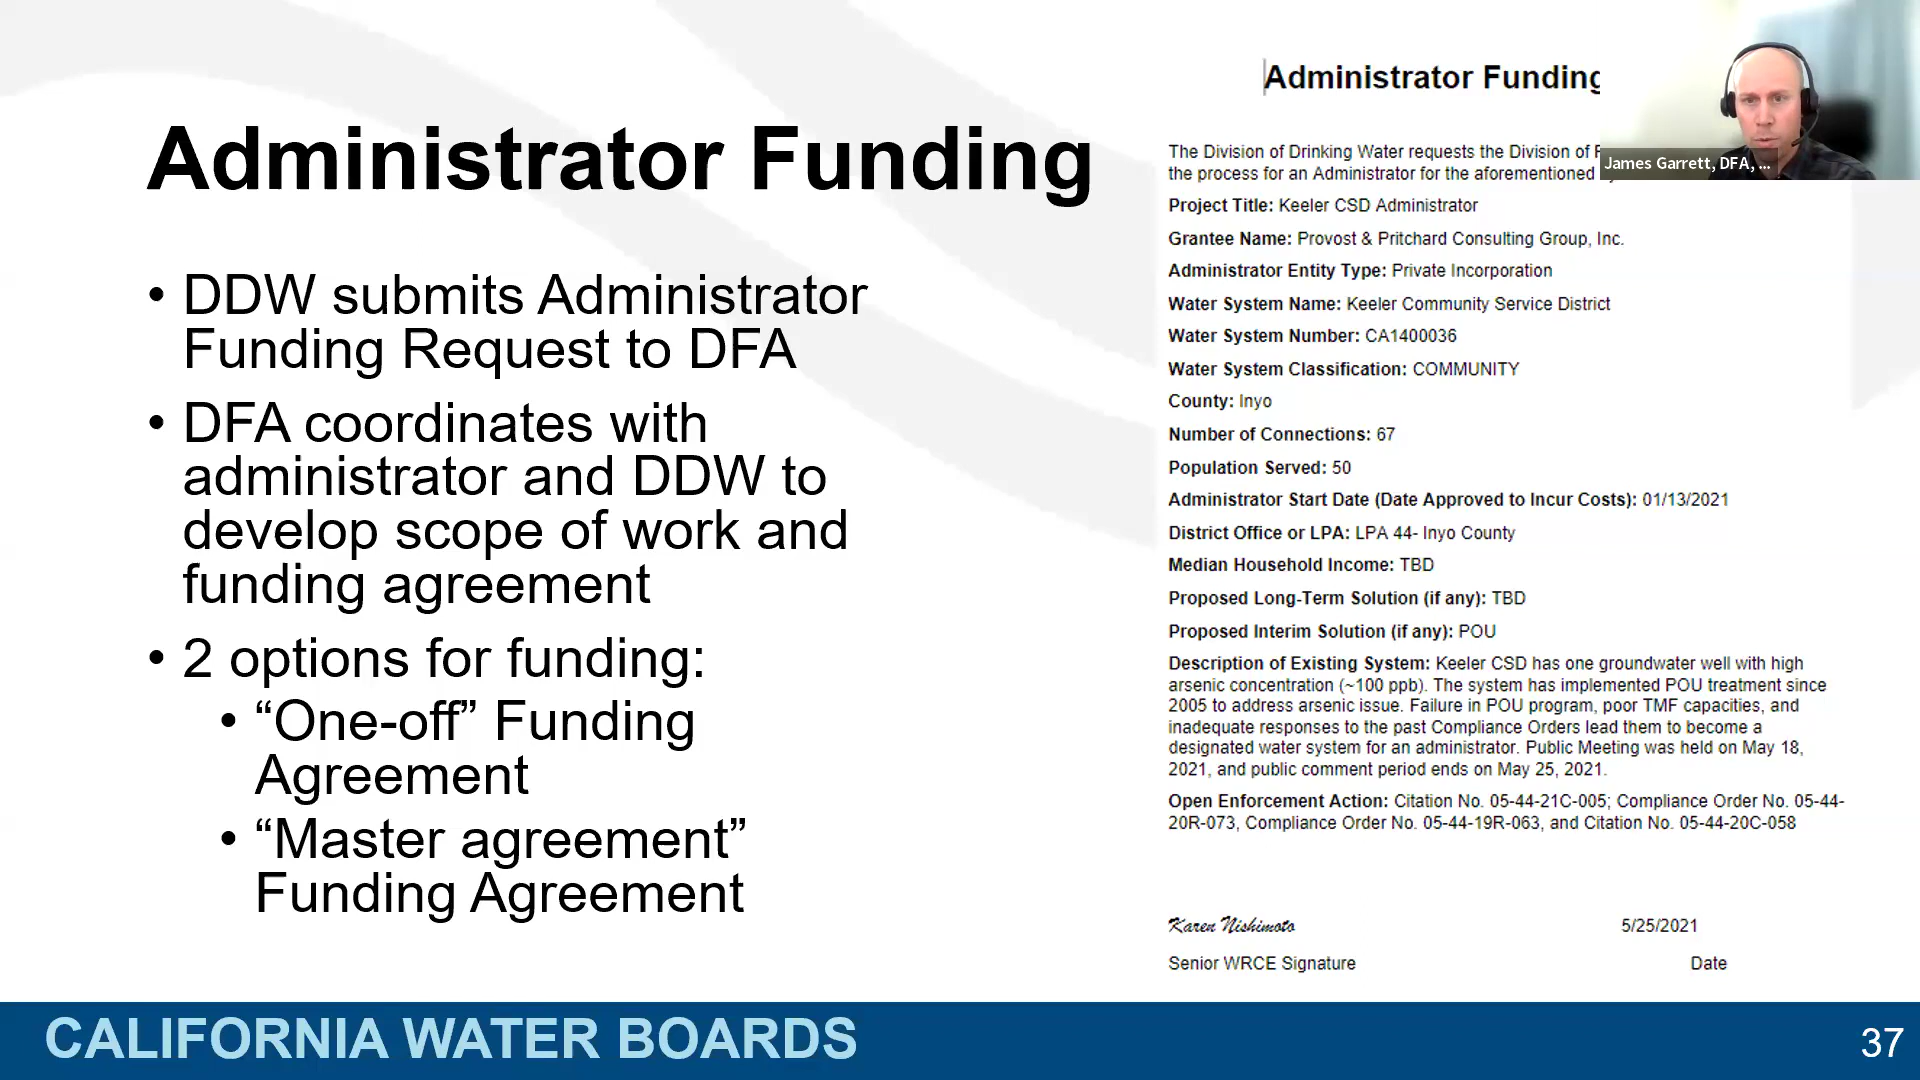 Administrator Funding
• DDW submits Administrator
Funding Request to DFA
• DFA coordinates with
administrator and DDW to
develop scope of work and
funding agreement
• 2 options for funding:
• “One-off” Funding
Agreement
• “Master agreement”
Funding Agreement
Administrator Funding
The Division of Drinking Water requests the Division of
the process for an Administrator for the aforementioned
Project Title: Keeler CSD Administrator
Grantee Name: Provost & Pritchard Consulting Group, Inc.
Administrator Entity Type: Private Incorporation
Water System Name: Keeler Community Service District
Water System Number: CA1400036
Water System Classification: COMMUNITY
County: Inyo
Number of Connections: 67
Population Served: 50
Administrator Start Date (Date Approved to Incur Costs): 01/13/2021
District Office or LPA: LPA 44- Inyo County
Median Household Income: TBD
Proposed Long-Term Solution (if any): TBD
Proposed Interim Solution (if any): POU
Description of Existing System: Keeler CSD has one groundwater well with high
arsenic concentration (~100 ppb). The system has implemented POU treatment since
2005 to address arsenic issue. Failure in POU program, poor TMF capacities, and
inadequate responses to the past Compliance Orders lead them to become a
designated water system for an administrator. Public Meeting was held on May 18,
2021, and public comment period ends on May 25, 2021.
Open Enforcement Action: Citation No. 05-44-21C-005; Compliance Order No. 05-44-
20R-073, Compliance Order No. 05-44-19R-063, and Citation No. 05-44-20C-058
Karen Nishimoto 5/25/2021
Senior WRCE Signature Date
James Garrett, DFA, ...
CALIFORNIA WATER BOARDS
37